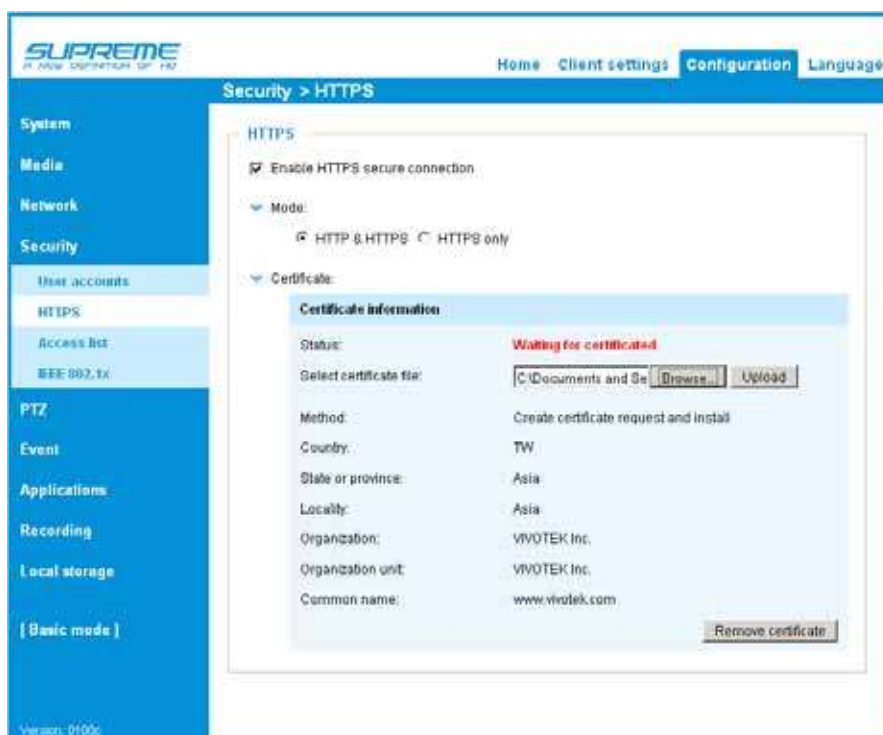 SUPREME
A NEW DEFINITION OF HD
Home Client settings Configuration Language
Security > HTTPS
System
Media
Network
Security
User accounts
HTTPS
Access list
IEEE 802.1x
PTZ
Event
Applications
Recording
Local storage
[ Basic mode ]
Version: 0100c
HTTPS
Enable HTTPS secure connection
Mode:
HTTP & HTTPS HTTPS only
Certificate:
Certificate information
Status: Waiting for certificated
Select certificate file: C:\Documents and Se Browse... Upload
Method: Create certificate request and install
Country: TW
State or province: Asia
Locality: Asia
Organization: VIVOTEK Inc.
Organization unit: VIVOTEK Inc.
Common name: www.vivotek.com
Remove certificate